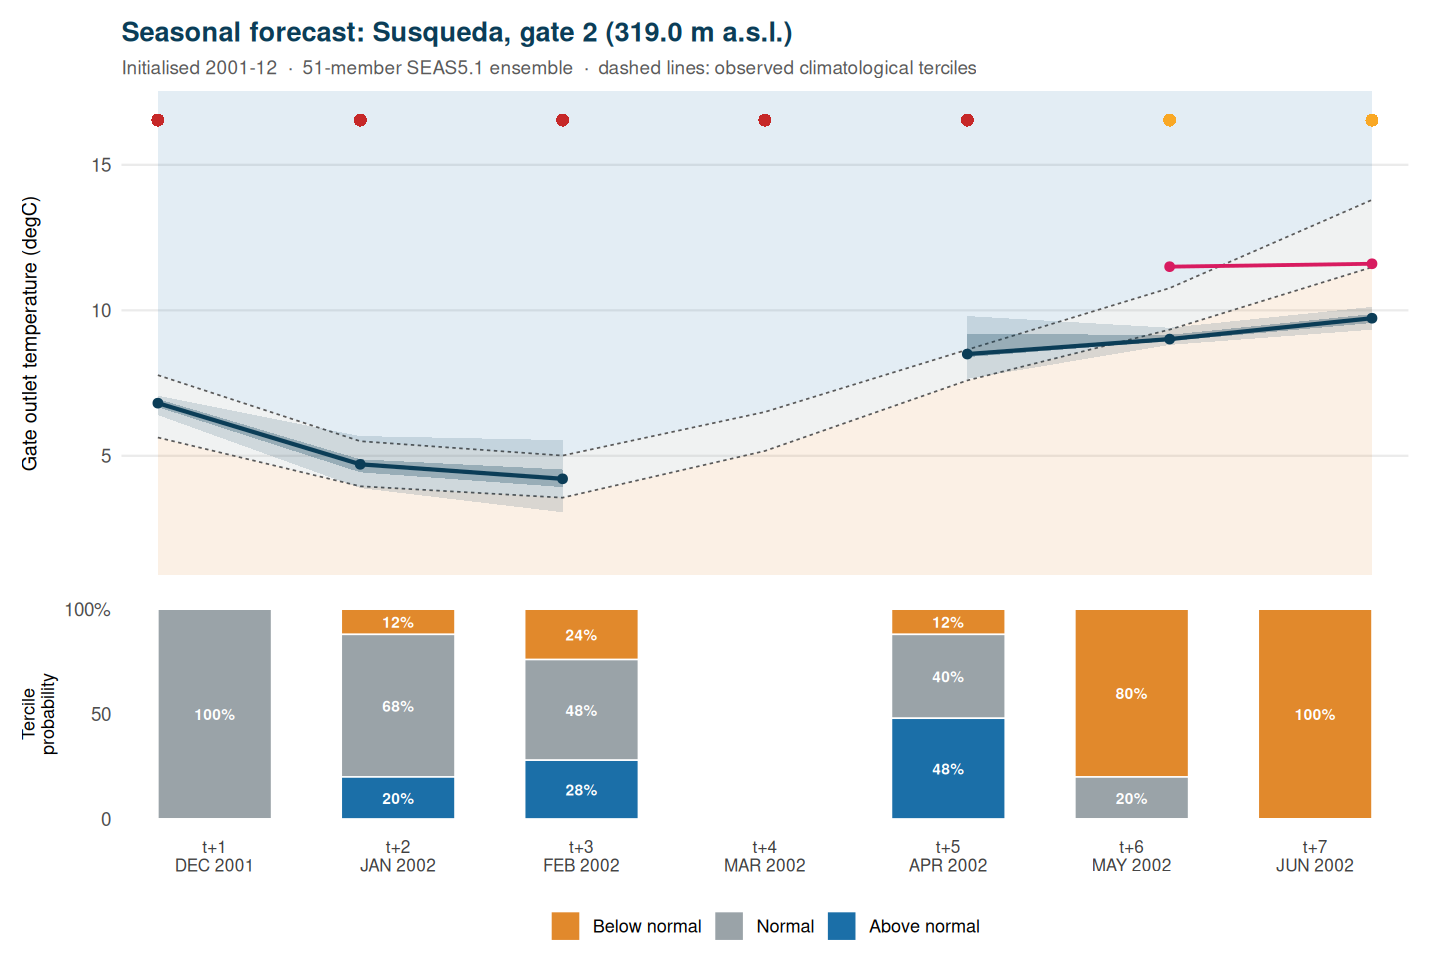 Seasonal forecast: Susqueda, gate 2 (319.0 m a.s.l.)
Initialised 2001-12 · 51-member SEAS5.1 ensemble · dashed lines: observed climatological terciles
Gate outlet temperature (degC)
15
10
5
Tercile
probability
100%
50
0
100%
12%
68%
20%
24%
48%
28%
12%
40%
48%
80%
20%
100%
t+1
DEC 2001
t+2
JAN 2002
t+3
FEB 2002
t+4
MAR 2002
t+5
APR 2002
t+6
MAY 2002
t+7
JUN 2002
Below normal
Normal
Above normal